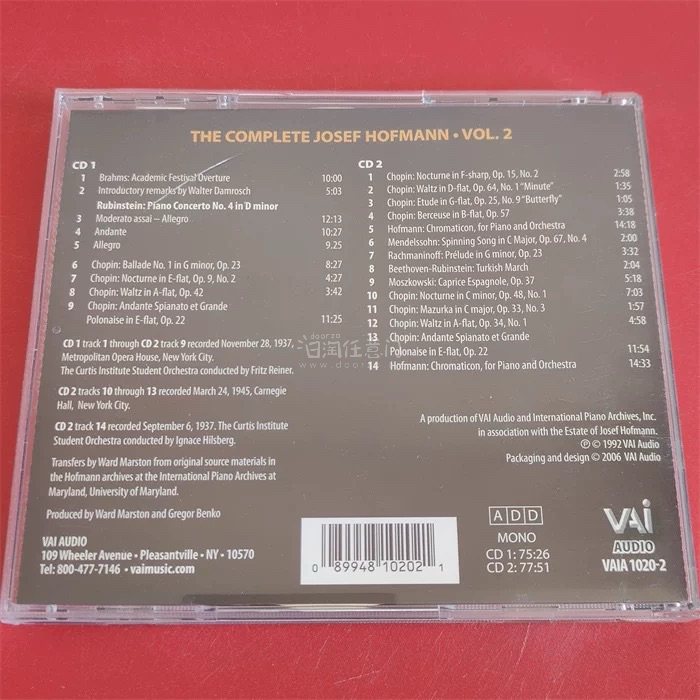 THE COMPLETE JOSEF HOFMANN • VOL. 2
CD 1
1 Brahms: Academic Festival Overture 10:00
2 Introductory remarks by Walter Damrosch 5:03
Rubinstein: Piano Concerto No. 4 in D minor
3 Moderato assai – Allegro 12:13
4 Andante 10:27
5 Allegro 9.25
6 Chopin: Ballade No. 1 in G minor, Op. 23 8:27
7 Chopin: Nocturne in E-flat, Op. 9, No. 2 4:27
8 Chopin: Waltz in A-flat, Op. 42 3:42
9 Chopin: Andante Spianato et Grande
Polonaise in E-flat, Op. 22 11:25
CD 1 track 1 through CD 2 track 9 recorded November 28, 1937,
Metropolitan Opera House, New York City.
The Curtis Institute Student Orchestra conducted by Fritz Reiner.
CD 2 tracks 10 through 13 recorded March 24, 1945, Carnegie
Hall, New York City.
CD 2 track 14 recorded September 6, 1937. The Curtis Institute
Student Orchestra conducted by Ignace Hilsberg.
Transfers by Ward Marston from original source materials in
the Hofmann archives at the International Piano Archives at
Maryland, University of Maryland.
Produced by Ward Marston and Gregor Benko
VAI AUDIO
109 Wheeler Avenue • Pleasantville • NY • 10570
Tel: 800-477-7146 • vaimusic.com
CD 2
1 Chopin: Nocturne in F-sharp, Op. 15, No. 2 2:58
2 Chopin: Waltz in D-flat, Op. 64, No. 1 "Minute" 1:35
3 Chopin: Etude in G-flat, Op. 25, No. 9 "Butterfly" 1:05
4 Chopin: Berceuse in B-flat, Op. 57 3:38
5 Hofmann: Chromaticon, for Piano and Orchestra 14:18
6 Mendelssohn: Spinning Song in C Major, Op. 67, No. 4 2:00
7 Rachmaninoff: Prélude in G minor, Op. 23 3:32
8 Beethoven-Rubinstein: Turkish March 2:04
9 Moszkowski: Caprice Espagnole, Op. 37 5:18
10 Chopin: Nocturne in C minor, Op. 48, No. 1 7:03
11 Chopin: Mazurka in C major, Op. 33, No. 3 1:57
12 Chopin: Waltz in A-flat, Op. 34, No. 1 4:58
13 Chopin: Andante Spianato et Grande
Polonaise in E-flat, Op. 22 11:54
14 Hofmann: Chromaticon, for Piano and Orchestra 14:33
A production of VAI Audio and International Piano Archives, Inc.
in association with the Estate of Josef Hofmann.
℗ © 1992 VAI Audio
Packaging and design © 2006 VAI Audio
0 89948 10202 1
A D D
MONO
CD 1: 75:26
CD 2: 77:51
VAI
AUDIO
VAIA 1020-2